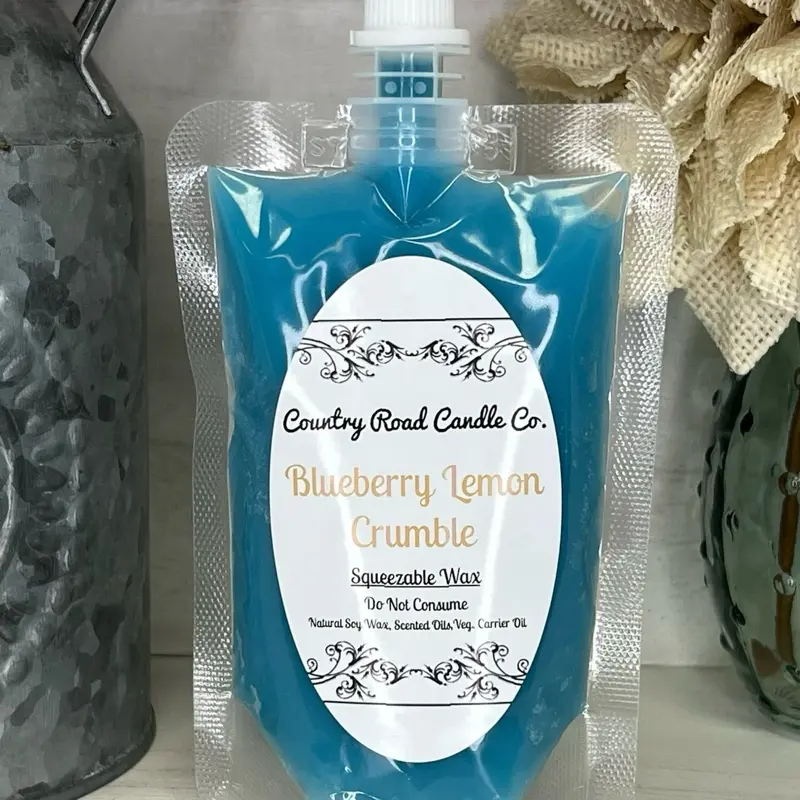 Country Road Candle Co.
Blueberry Lemon
Crumble
Squeezable Wax
Do Not Consume
Natural Soy Wax, Scented Oils,Veg. Carrier Oil